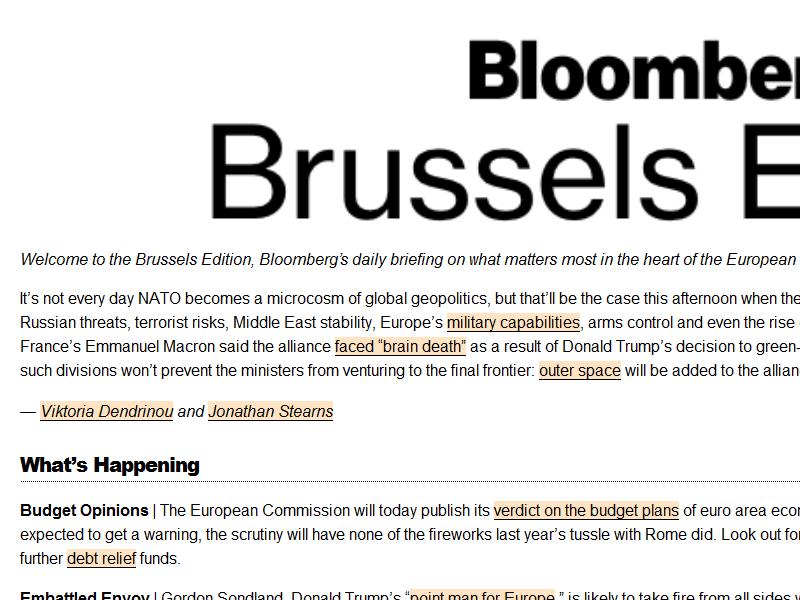 Bloomber
Brussels E
Welcome to the Brussels Edition, Bloomberg's daily briefing on what matters most in the heart of the European
It's not every day NATO becomes a microcosm of global geopolitics, but that'll be the case this afternoon when the
Russian threats, terrorist risks, Middle East stability, Europe's military capabilities, arms control and even the rise
France's Emmanuel Macron said the alliance faced “brain death” as a result of Donald Trump's decision to green-
such divisions won't prevent the ministers from venturing to the final frontier: outer space will be added to the allian
— Viktoria Dendrinou and Jonathan Stearns
What's Happening
Budget Opinions | The European Commission will today publish its verdict on the budget plans of euro area econ
expected to get a warning, the scrutiny will have none of the fireworks last year's tussle with Rome did. Look out for
further debt relief funds.
Embattled Envoy | Gordon Sondland, Donald Trump's “point man for Europe,” is likely to take fire from all sides